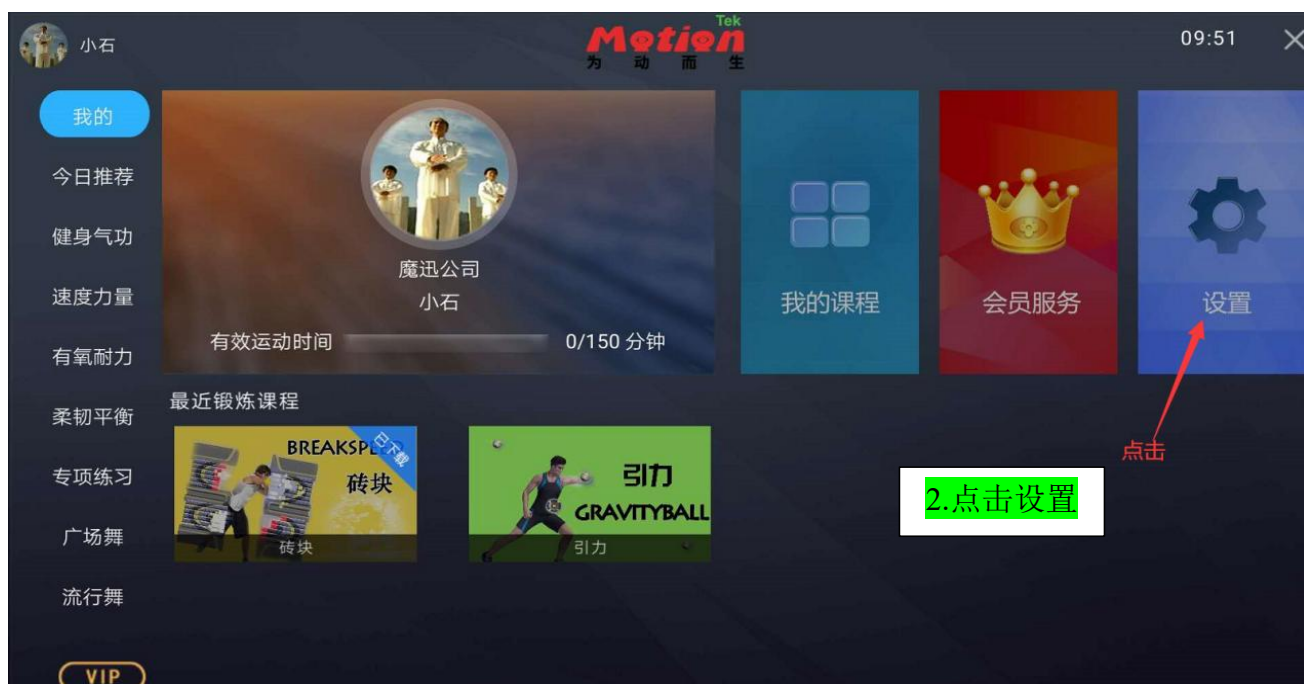 小石
Tek
Motion
为动而生
09:51
我的
今日推荐
健身气功
速度力量
有氧耐力
柔韧平衡
专项练习
广场舞
流行舞
VIP
魔迅公司
小石
有效运动时间 0/150 分钟
我的课程
会员服务
设置
最近锻炼课程
BREAKSPE
已下载
砖块
砖块
引力
GRAVITYBALL
引力
点击
2.点击设置